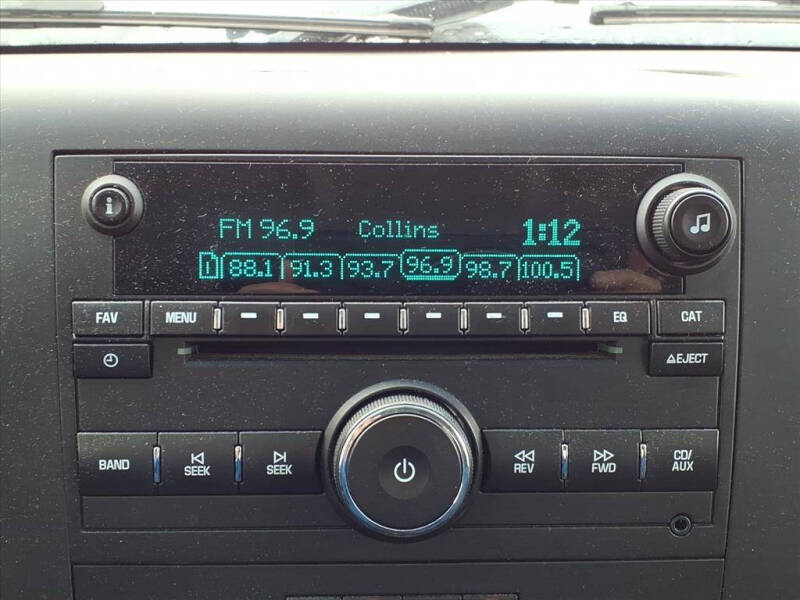 i
FM 96.9 Collins 1:12
1 88.1 91.3 93.7 96.9 98.7 100.5
FAV MENU EQ CAT
EJECT
BAND SEEK SEEK REV FWD CD/
AUX